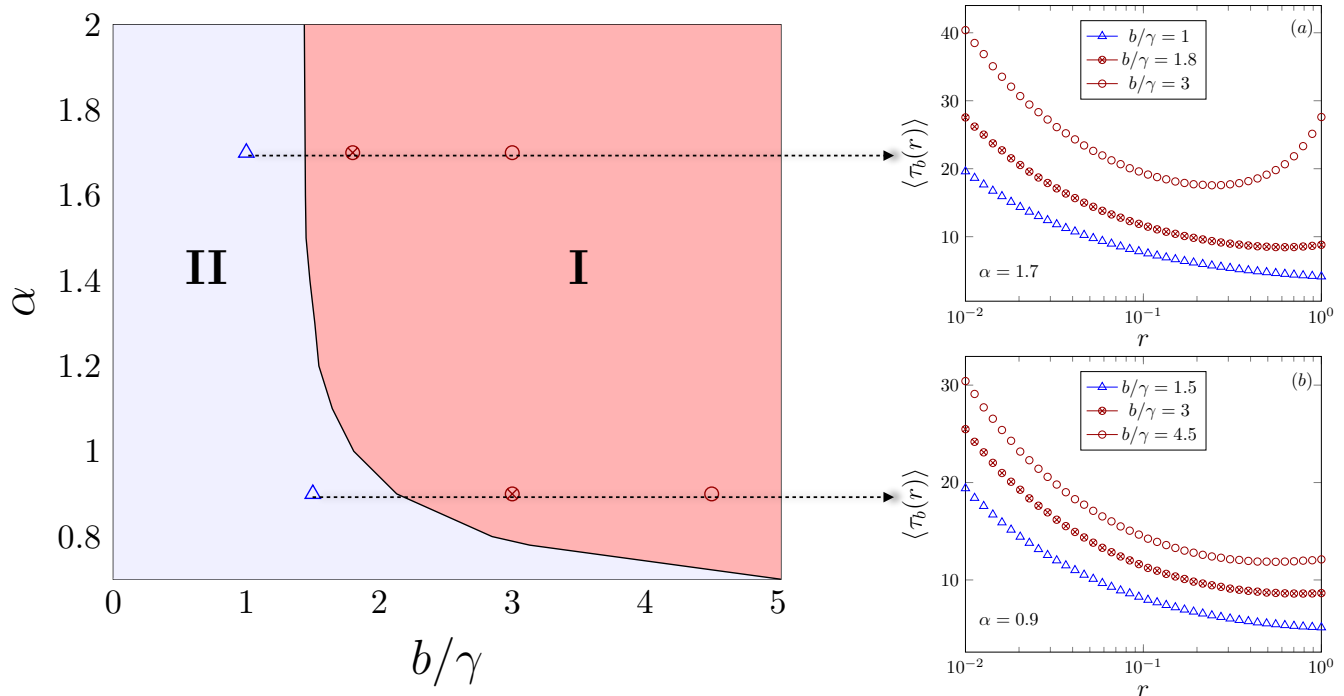 2
1.8
1.6
1.4
1.2
1
0.8
α
II
I
0
1
2
3
4
5
b/γ
(a)
b/γ = 1
b/γ = 1.8
b/γ = 3
40
30
20
10
⟨τ_b(r)⟩
α = 1.7
10^−2
10^−1
10^0
r
(b)
b/γ = 1.5
b/γ = 3
b/γ = 4.5
30
20
10
⟨τ_b(r)⟩
α = 0.9
10^−2
10^−1
10^0
r